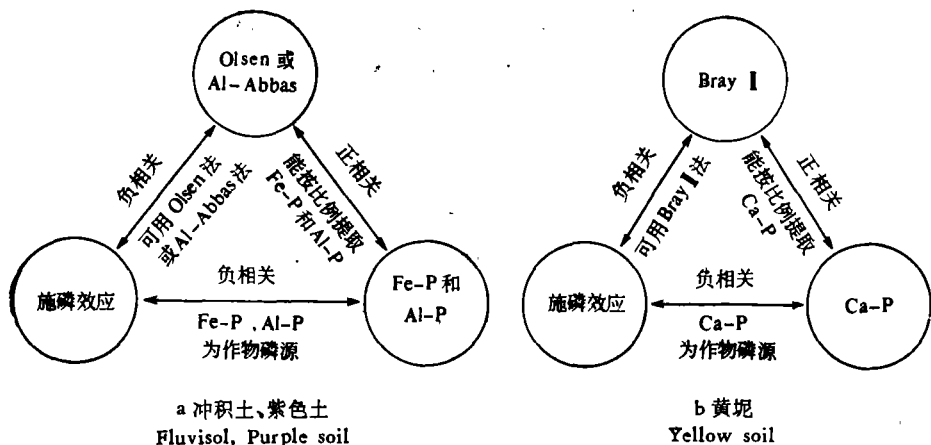 Olsen 或
Al-Abbas
负相关
可用 Olsen 法
或 Al-Abbas 法
正相关
能按比例提取
Fe-P 和 Al-P
施磷效应
负相关
Fe-P , Al-P
为作物磷源
Fe-P 和
Al-P
a 冲积土、紫色土
Fluvisol, Purple soil
Bray Ⅱ
负相关
可用 Bray Ⅱ 法
正相关
能按比例提取
Ca-P
施磷效应
负相关
Ca-P
为作物磷源
Ca-P
b 黄坭
Yellow soil